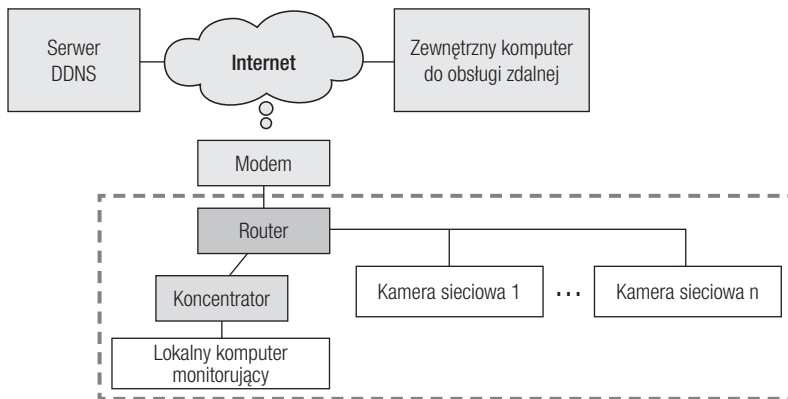 Serwer
DDNS
Internet
Zewnętrzny komputer
do obsługi zdalnej
Modem
Router
Koncentrator
Kamera sieciowa 1
...
Kamera sieciowa n
Lokalny komputer
monitorujący